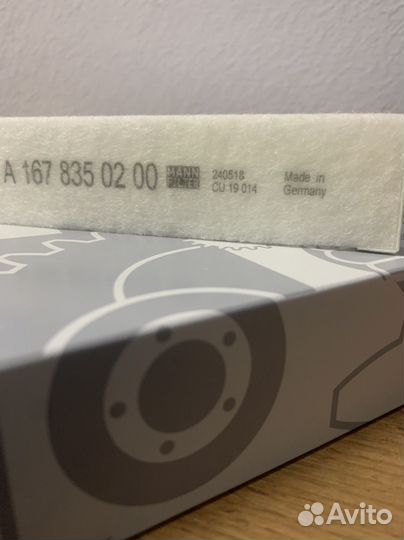 A 167 835 02 00
MANN
FILTER
240518
CU 19 014
Made in
Germany
Avito